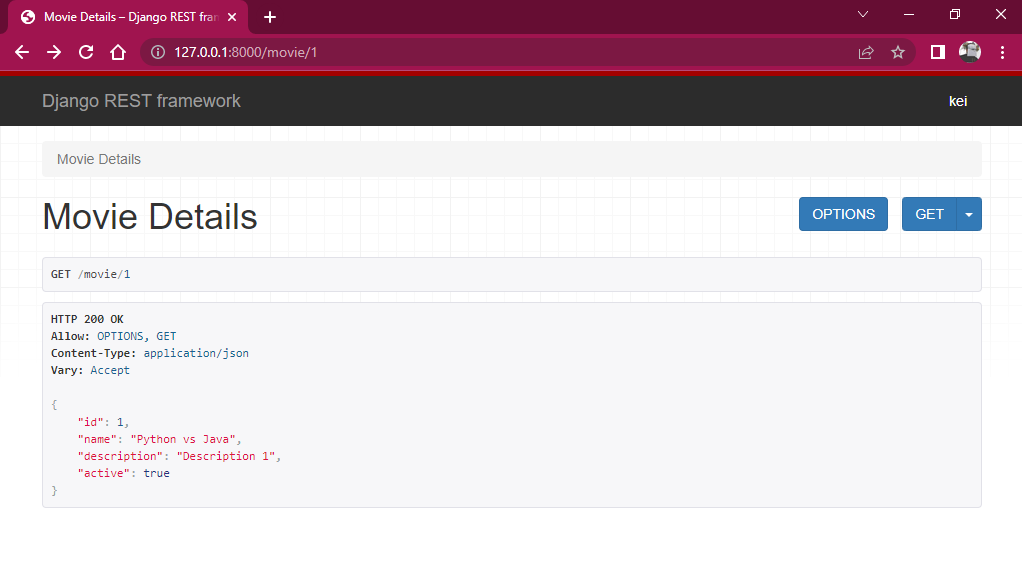 Movie Details – Django REST fran
127.0.0.1:8000/movie/1
Django REST framework
kei
Movie Details
Movie Details
OPTIONS
GET
GET /movie/1
HTTP 200 OK
Allow: OPTIONS, GET
Content-Type: application/json
Vary: Accept
{
    "id": 1,
    "name": "Python vs Java",
    "description": "Description 1",
    "active": true
}